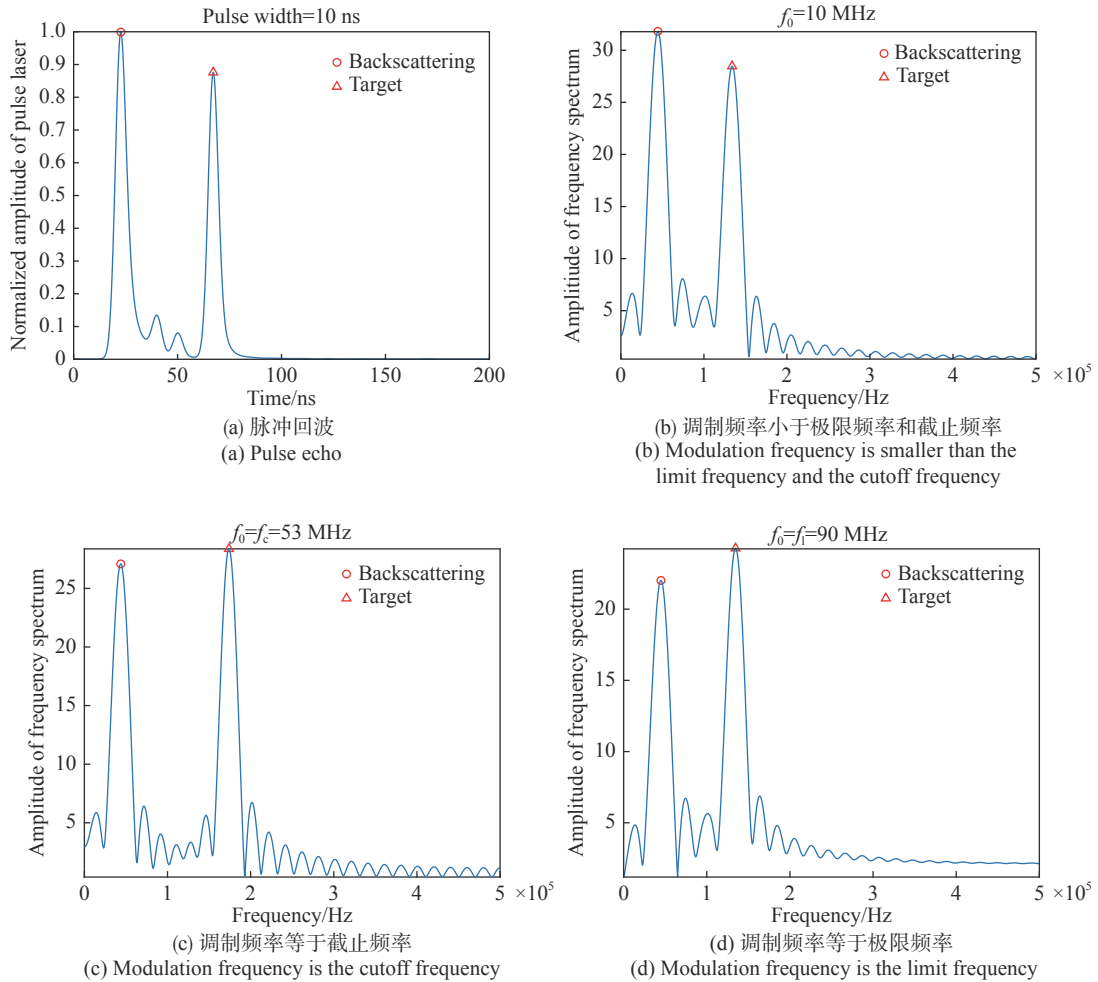 Pulse width=10 ns
Normalized amplitude of pulse laser
1.0
0.9
0.8
0.7
0.6
0.5
0.4
0.3
0.2
0.1
0
Backscattering
Target
0 50 100 150 200
Time/ns
(a) 脉冲回波
(a) Pulse echo
f0=10 MHz
Amplitiude of frequency spectrum
30
25
20
15
10
5
Backscattering
Target
0 1 2 3 4 5 ×10^5
Frequency/Hz
(b) 调制频率小于极限频率和截止频率
(b) Modulation frequency is smaller than the
limit frequency and the cutoff frequency
f0=fc=53 MHz
Amplitude of frequency spectrum
25
20
15
10
5
Backscattering
Target
0 1 2 3 4 5 ×10^5
Frequency/Hz
(c) 调制频率等于截止频率
(c) Modulation frequency is the cutoff frequency
f0=fl=90 MHz
Amplitude of frequency spectrum
20
15
10
5
Backscattering
Target
0 1 2 3 4 5 ×10^5
Frequency/Hz
(d) 调制频率等于极限频率
(d) Modulation frequency is the limit frequency